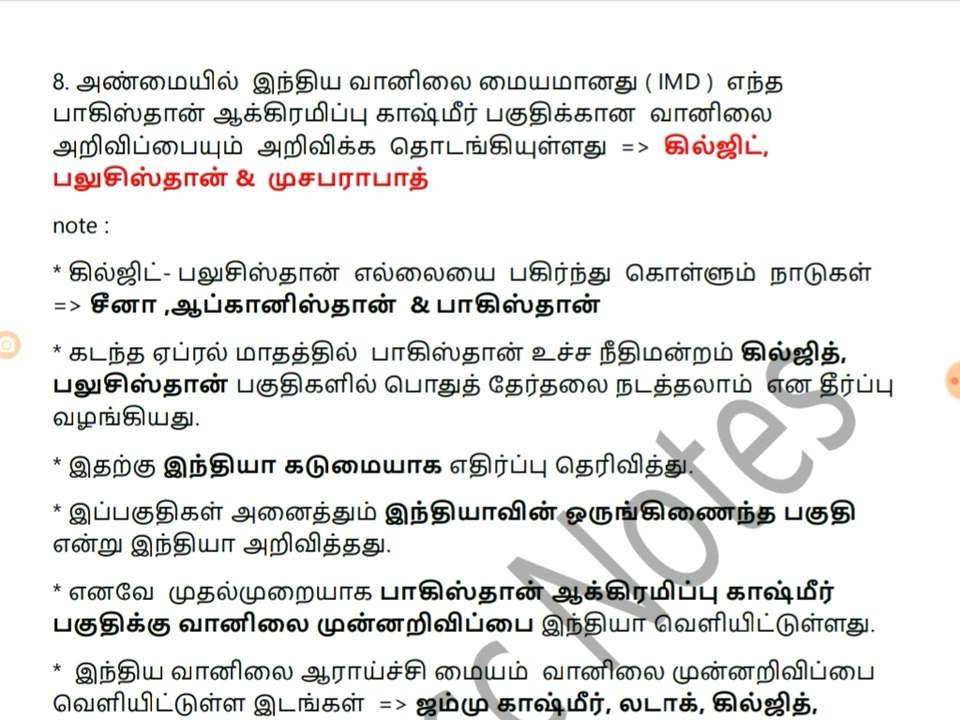 8. அண்மையில் இந்திய வானிலை மையமானது ( IMD ) எந்த
பாகிஸ்தான் ஆக்கிரமிப்பு காஷ்மீர் பகுதிக்கான வானிலை
அறிவிப்பையும் அறிவிக்க தொடங்கியுள்ளது => கில்ஜிட்,
பலுசிஸ்தான் & முசபராபாத்
note :
* கில்ஜிட்- பலுசிஸ்தான் எல்லையை பகிர்ந்து கொள்ளும் நாடுகள்
=> சீனா ,ஆப்கானிஸ்தான் & பாகிஸ்தான்
* கடந்த ஏப்ரல் மாதத்தில் பாகிஸ்தான் உச்ச நீதிமன்றம் கில்ஜித்,
பலுசிஸ்தான் பகுதிகளில் பொதுத் தேர்தலை நடத்தலாம் என தீர்ப்பு
வழங்கியது.
* இதற்கு இந்தியா கடுமையாக எதிர்ப்பு தெரிவித்து.
* இப்பகுதிகள் அனைத்தும் இந்தியாவின் ஒருங்கிணைந்த பகுதி
என்று இந்தியா அறிவித்தது.
* எனவே முதல்முறையாக பாகிஸ்தான் ஆக்கிரமிப்பு காஷ்மீர்
பகுதிக்கு வானிலை முன்னறிவிப்பை இந்தியா வெளியிட்டுள்ளது.
* இந்திய வானிலை ஆராய்ச்சி மையம் வானிலை முன்னறிவிப்பை
வெளியிட்டுள்ள இடங்கள் => ஜம்மு காஷ்மீர், லடாக், கில்ஜித்,
Notes